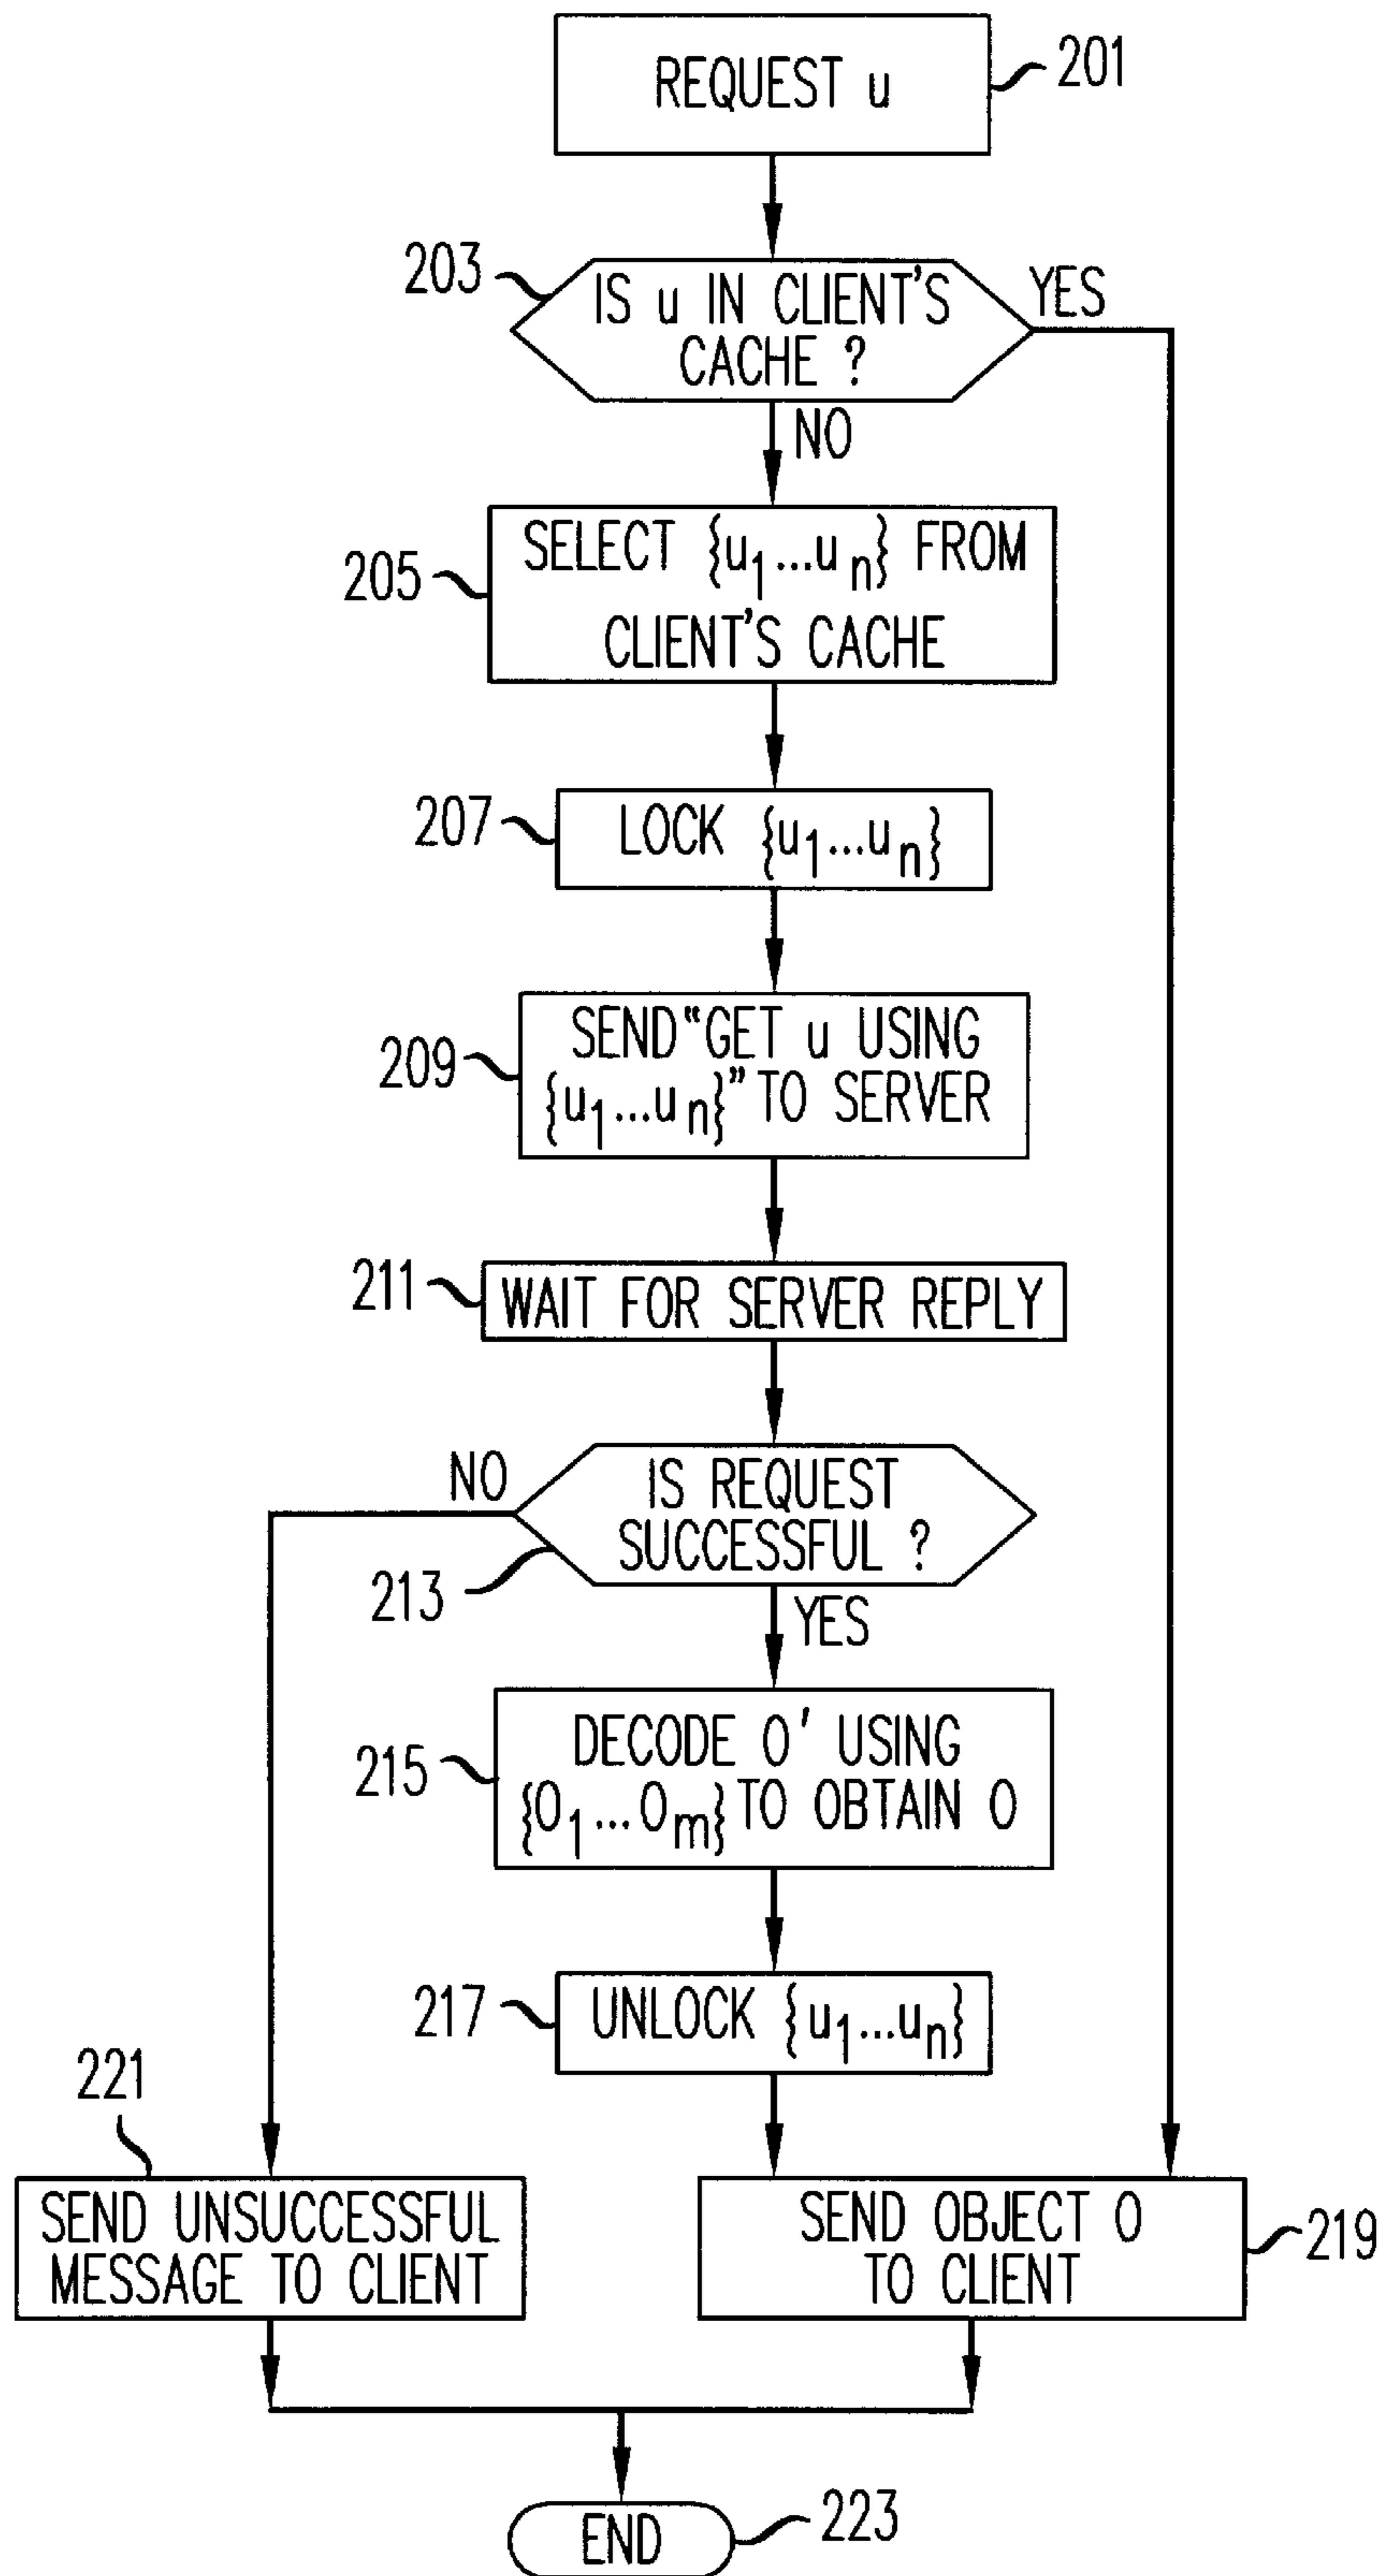 REQUEST u
201
203
IS u IN CLIENT'S
CACHE ?
YES
NO
205
SELECT {u1...un} FROM
CLIENT'S CACHE
207
LOCK {u1...un}
209
SEND "GET u USING
{u1...un}" TO SERVER
211
WAIT FOR SERVER REPLY
NO
IS REQUEST
SUCCESSFUL ?
213
YES
215
DECODE O' USING
{O1...Om} TO OBTAIN O
217
UNLOCK {u1...un}
221
SEND UNSUCCESSFUL
MESSAGE TO CLIENT
SEND OBJECT O
TO CLIENT
219
END
223